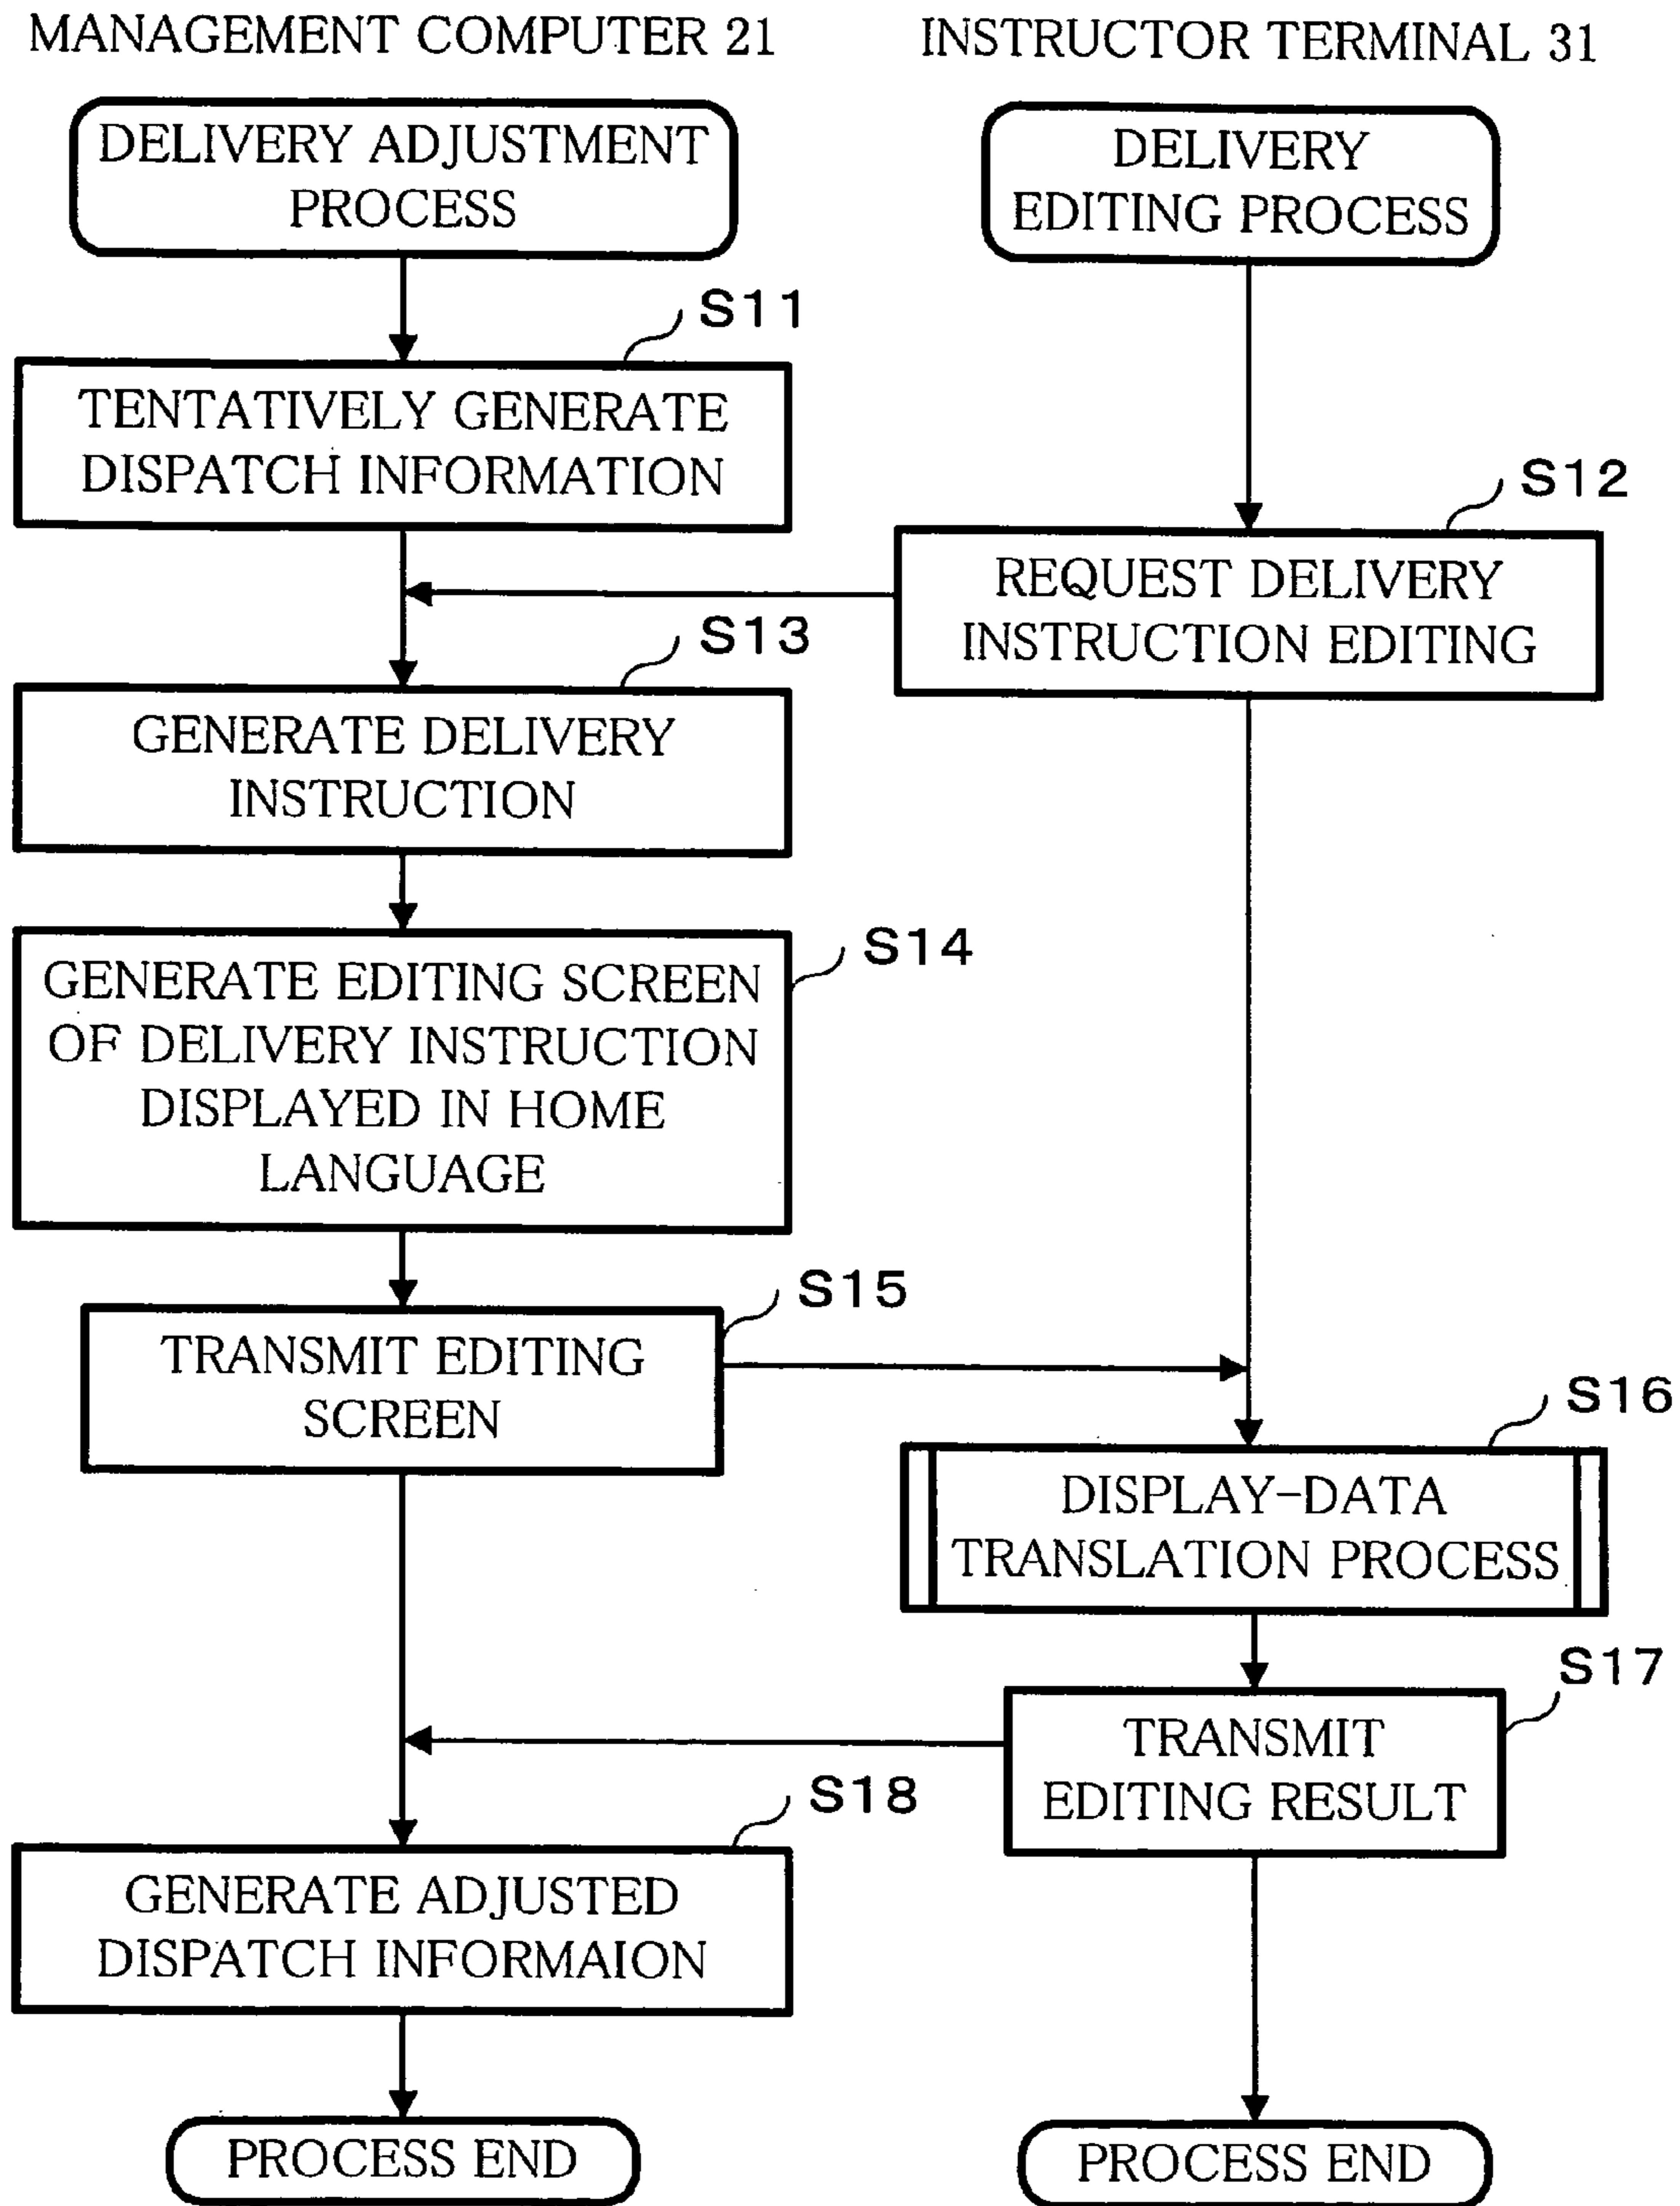 MANAGEMENT COMPUTER 21
INSTRUCTOR TERMINAL 31
DELIVERY ADJUSTMENT
PROCESS
DELIVERY
EDITING PROCESS
S11
TENTATIVELY GENERATE
DISPATCH INFORMATION
S12
REQUEST DELIVERY
INSTRUCTION EDITING
S13
GENERATE DELIVERY
INSTRUCTION
S14
GENERATE EDITING SCREEN
OF DELIVERY INSTRUCTION
DISPLAYED IN HOME
LANGUAGE
S15
TRANSMIT EDITING
SCREEN
S16
DISPLAY-DATA
TRANSLATION PROCESS
S17
TRANSMIT
EDITING RESULT
S18
GENERATE ADJUSTED
DISPATCH INFORMAION
PROCESS END
PROCESS END